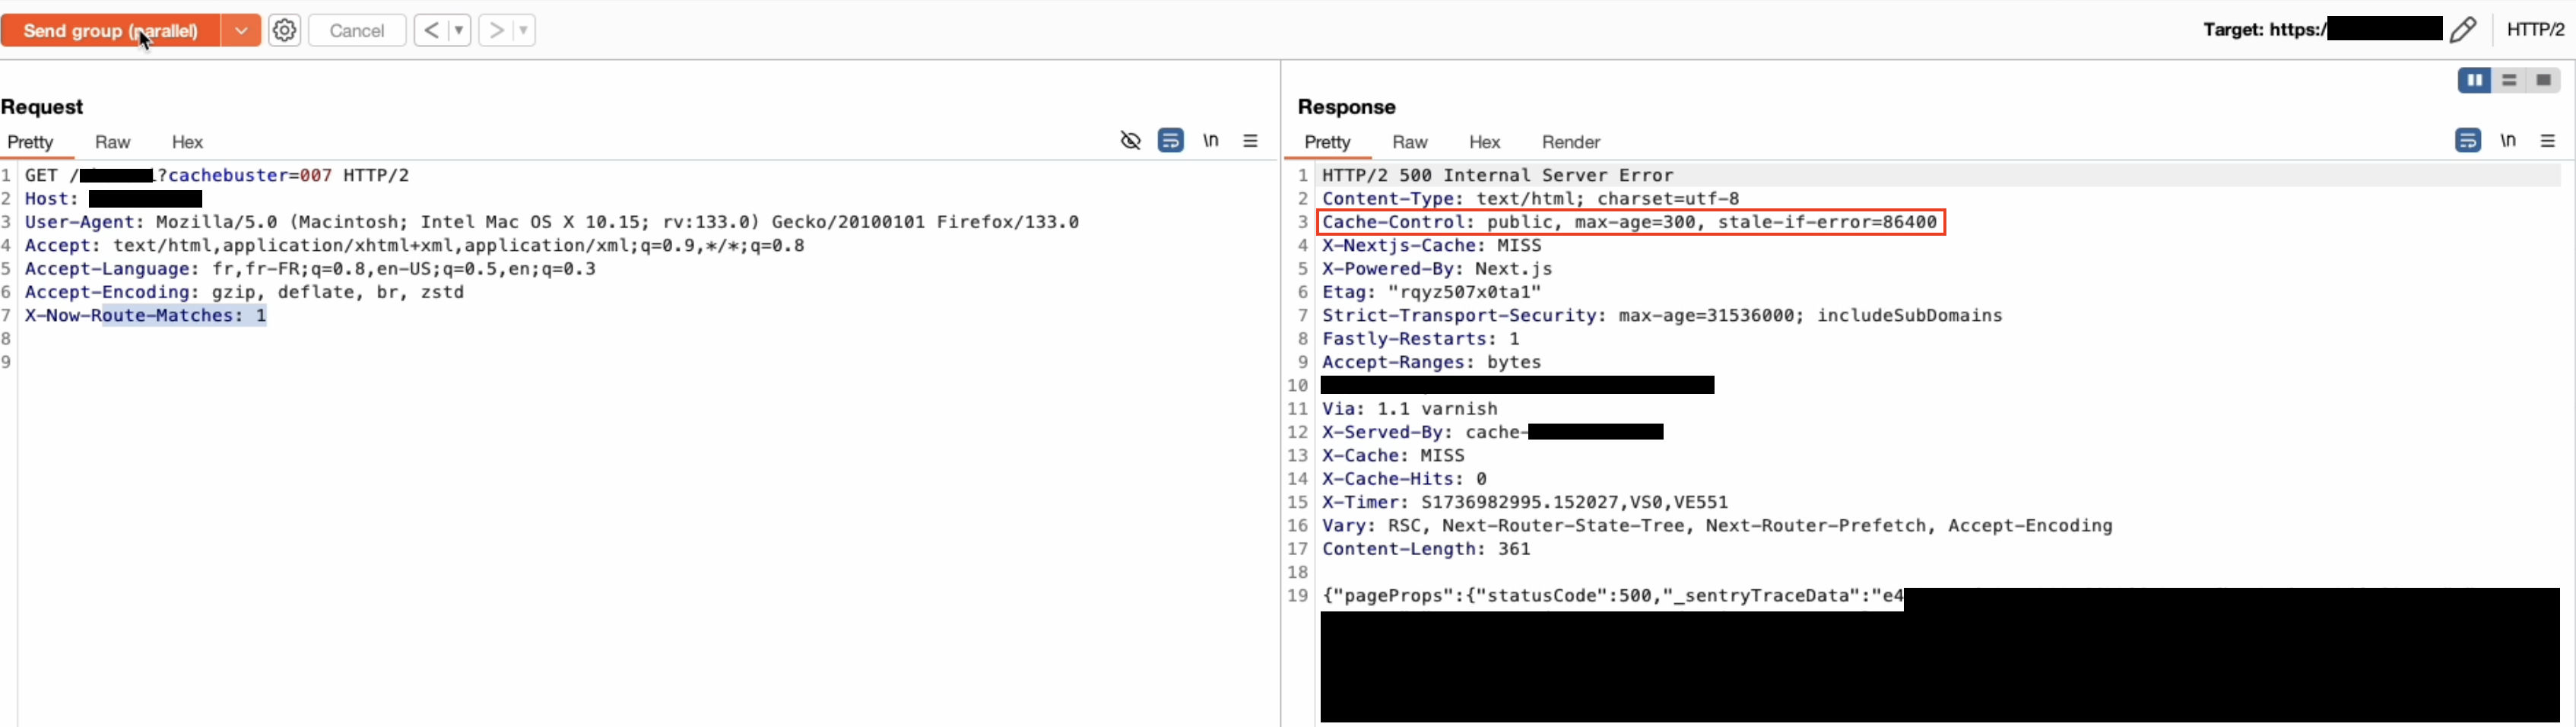 Send group (parallel) Cancel < > Target: https:/ HTTP/2
Request
Pretty Raw Hex \n
1 GET / ?cachebuster=007 HTTP/2
2 Host:
3 User-Agent: Mozilla/5.0 (Macintosh; Intel Mac OS X 10.15; rv:133.0) Gecko/20100101 Firefox/133.0
4 Accept: text/html,application/xhtml+xml,application/xml;q=0.9,*/*;q=0.8
5 Accept-Language: fr,fr-FR;q=0.8,en-US;q=0.5,en;q=0.3
6 Accept-Encoding: gzip, deflate, br, zstd
7 X-Now-Route-Matches: 1
8
9
Response
Pretty Raw Hex Render \n
1 HTTP/2 500 Internal Server Error
2 Content-Type: text/html; charset=utf-8
3 Cache-Control: public, max-age=300, stale-if-error=86400
4 X-Nextjs-Cache: MISS
5 X-Powered-By: Next.js
6 Etag: "rqyz507x0ta1"
7 Strict-Transport-Security: max-age=31536000; includeSubDomains
8 Fastly-Restarts: 1
9 Accept-Ranges: bytes
10
11 Via: 1.1 varnish
12 X-Served-By: cache-
13 X-Cache: MISS
14 X-Cache-Hits: 0
15 X-Timer: S1736982995.152027,VS0,VE551
16 Vary: RSC, Next-Router-State-Tree, Next-Router-Prefetch, Accept-Encoding
17 Content-Length: 361
18
19 {"pageProps":{"statusCode":500,"_sentryTraceData":"e4